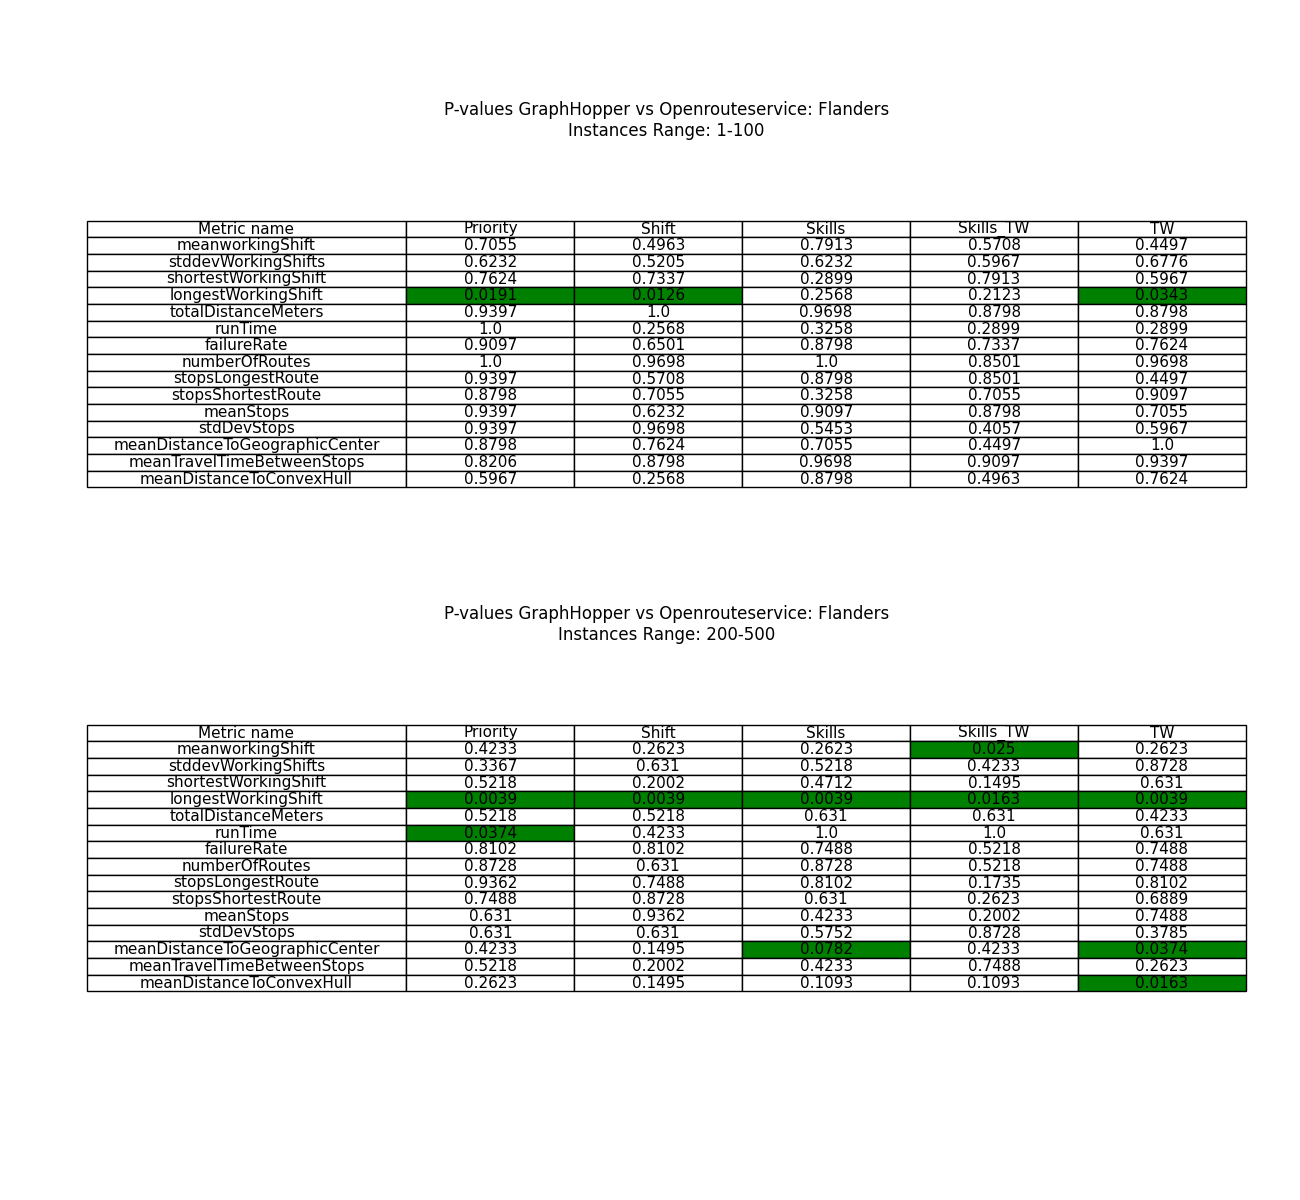 P-values GraphHopper vs Openrouteservice: Flanders
Instances Range: 1-100
Metric name Priority Shift Skills Skills_TW TW
meanworkingShift 0.7055 0.4963 0.7913 0.5708 0.4497
stddevWorkingShifts 0.6232 0.5205 0.6232 0.5967 0.6776
shortestWorkingShift 0.7624 0.7337 0.2899 0.7913 0.5967
longestWorkingShift 0.0191 0.0126 0.2568 0.2123 0.0343
totalDistanceMeters 0.9397 1.0 0.9698 0.8798 0.8798
runTime 1.0 0.2568 0.3258 0.2899 0.2899
failureRate 0.9097 0.6501 0.8798 0.7337 0.7624
numberOfRoutes 1.0 0.9698 1.0 0.8501 0.9698
stopsLongestRoute 0.9397 0.5708 0.8798 0.8501 0.4497
stopsShortestRoute 0.8798 0.7055 0.3258 0.7055 0.9097
meanStops 0.9397 0.6232 0.9097 0.8798 0.7055
stdDevStops 0.9397 0.9698 0.5453 0.4057 0.5967
meanDistanceToGeographicCenter 0.8798 0.7624 0.7055 0.4497 1.0
meanTravelTimeBetweenStops 0.8206 0.8798 0.9698 0.9097 0.9397
meanDistanceToConvexHull 0.5967 0.2568 0.8798 0.4963 0.7624
P-values GraphHopper vs Openrouteservice: Flanders
Instances Range: 200-500
Metric name Priority Shift Skills Skills_TW TW
meanworkingShift 0.4233 0.2623 0.2623 0.025 0.2623
stddevWorkingShifts 0.3367 0.631 0.5218 0.4233 0.8728
shortestWorkingShift 0.5218 0.2002 0.4712 0.1495 0.631
longestWorkingShift 0.0039 0.0039 0.0039 0.0163 0.0039
totalDistanceMeters 0.5218 0.5218 0.631 0.631 0.4233
runTime 0.0374 0.4233 1.0 1.0 0.631
failureRate 0.8102 0.8102 0.7488 0.5218 0.7488
numberOfRoutes 0.8728 0.631 0.8728 0.5218 0.7488
stopsLongestRoute 0.9362 0.7488 0.8102 0.1735 0.8102
stopsShortestRoute 0.7488 0.8728 0.631 0.2623 0.6889
meanStops 0.631 0.9362 0.4233 0.2002 0.7488
stdDevStops 0.631 0.631 0.5752 0.8728 0.3785
meanDistanceToGeographicCenter 0.4233 0.1495 0.0782 0.4233 0.0374
meanTravelTimeBetweenStops 0.5218 0.2002 0.4233 0.7488 0.2623
meanDistanceToConvexHull 0.2623 0.1495 0.1093 0.1093 0.0163